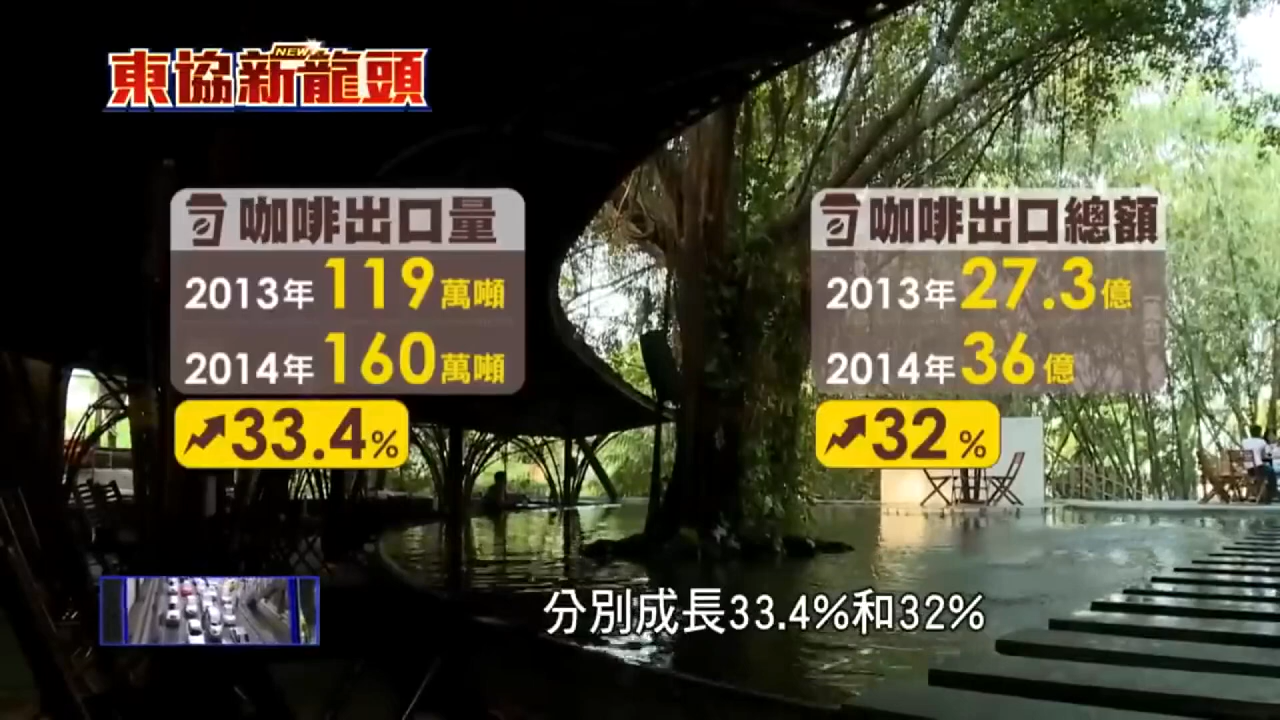 東協新龍頭
NEW
咖啡出口量
2013年 119萬噸
2014年 160萬噸
33.4%
咖啡出口總額
2013年 27.3億
2014年 36億
32%
分別成長33.4%和32%